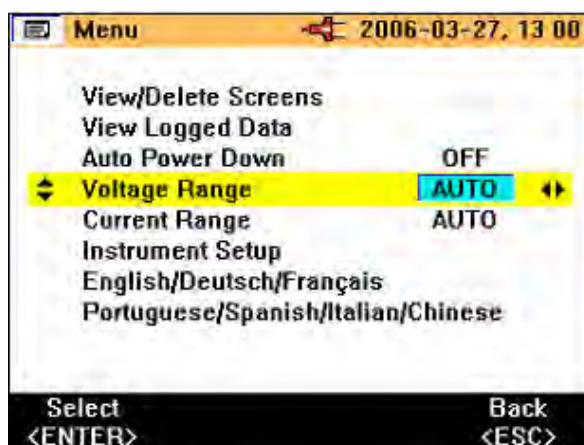 Menu 2006-03-27, 13 00
View/Delete Screens
View Logged Data
Auto Power Down OFF
Voltage Range AUTO
Current Range AUTO
Instrument Setup
English/Deutsch/Français
Portuguese/Spanish/Italian/Chinese
Select Back
<ENTER> <ESC>